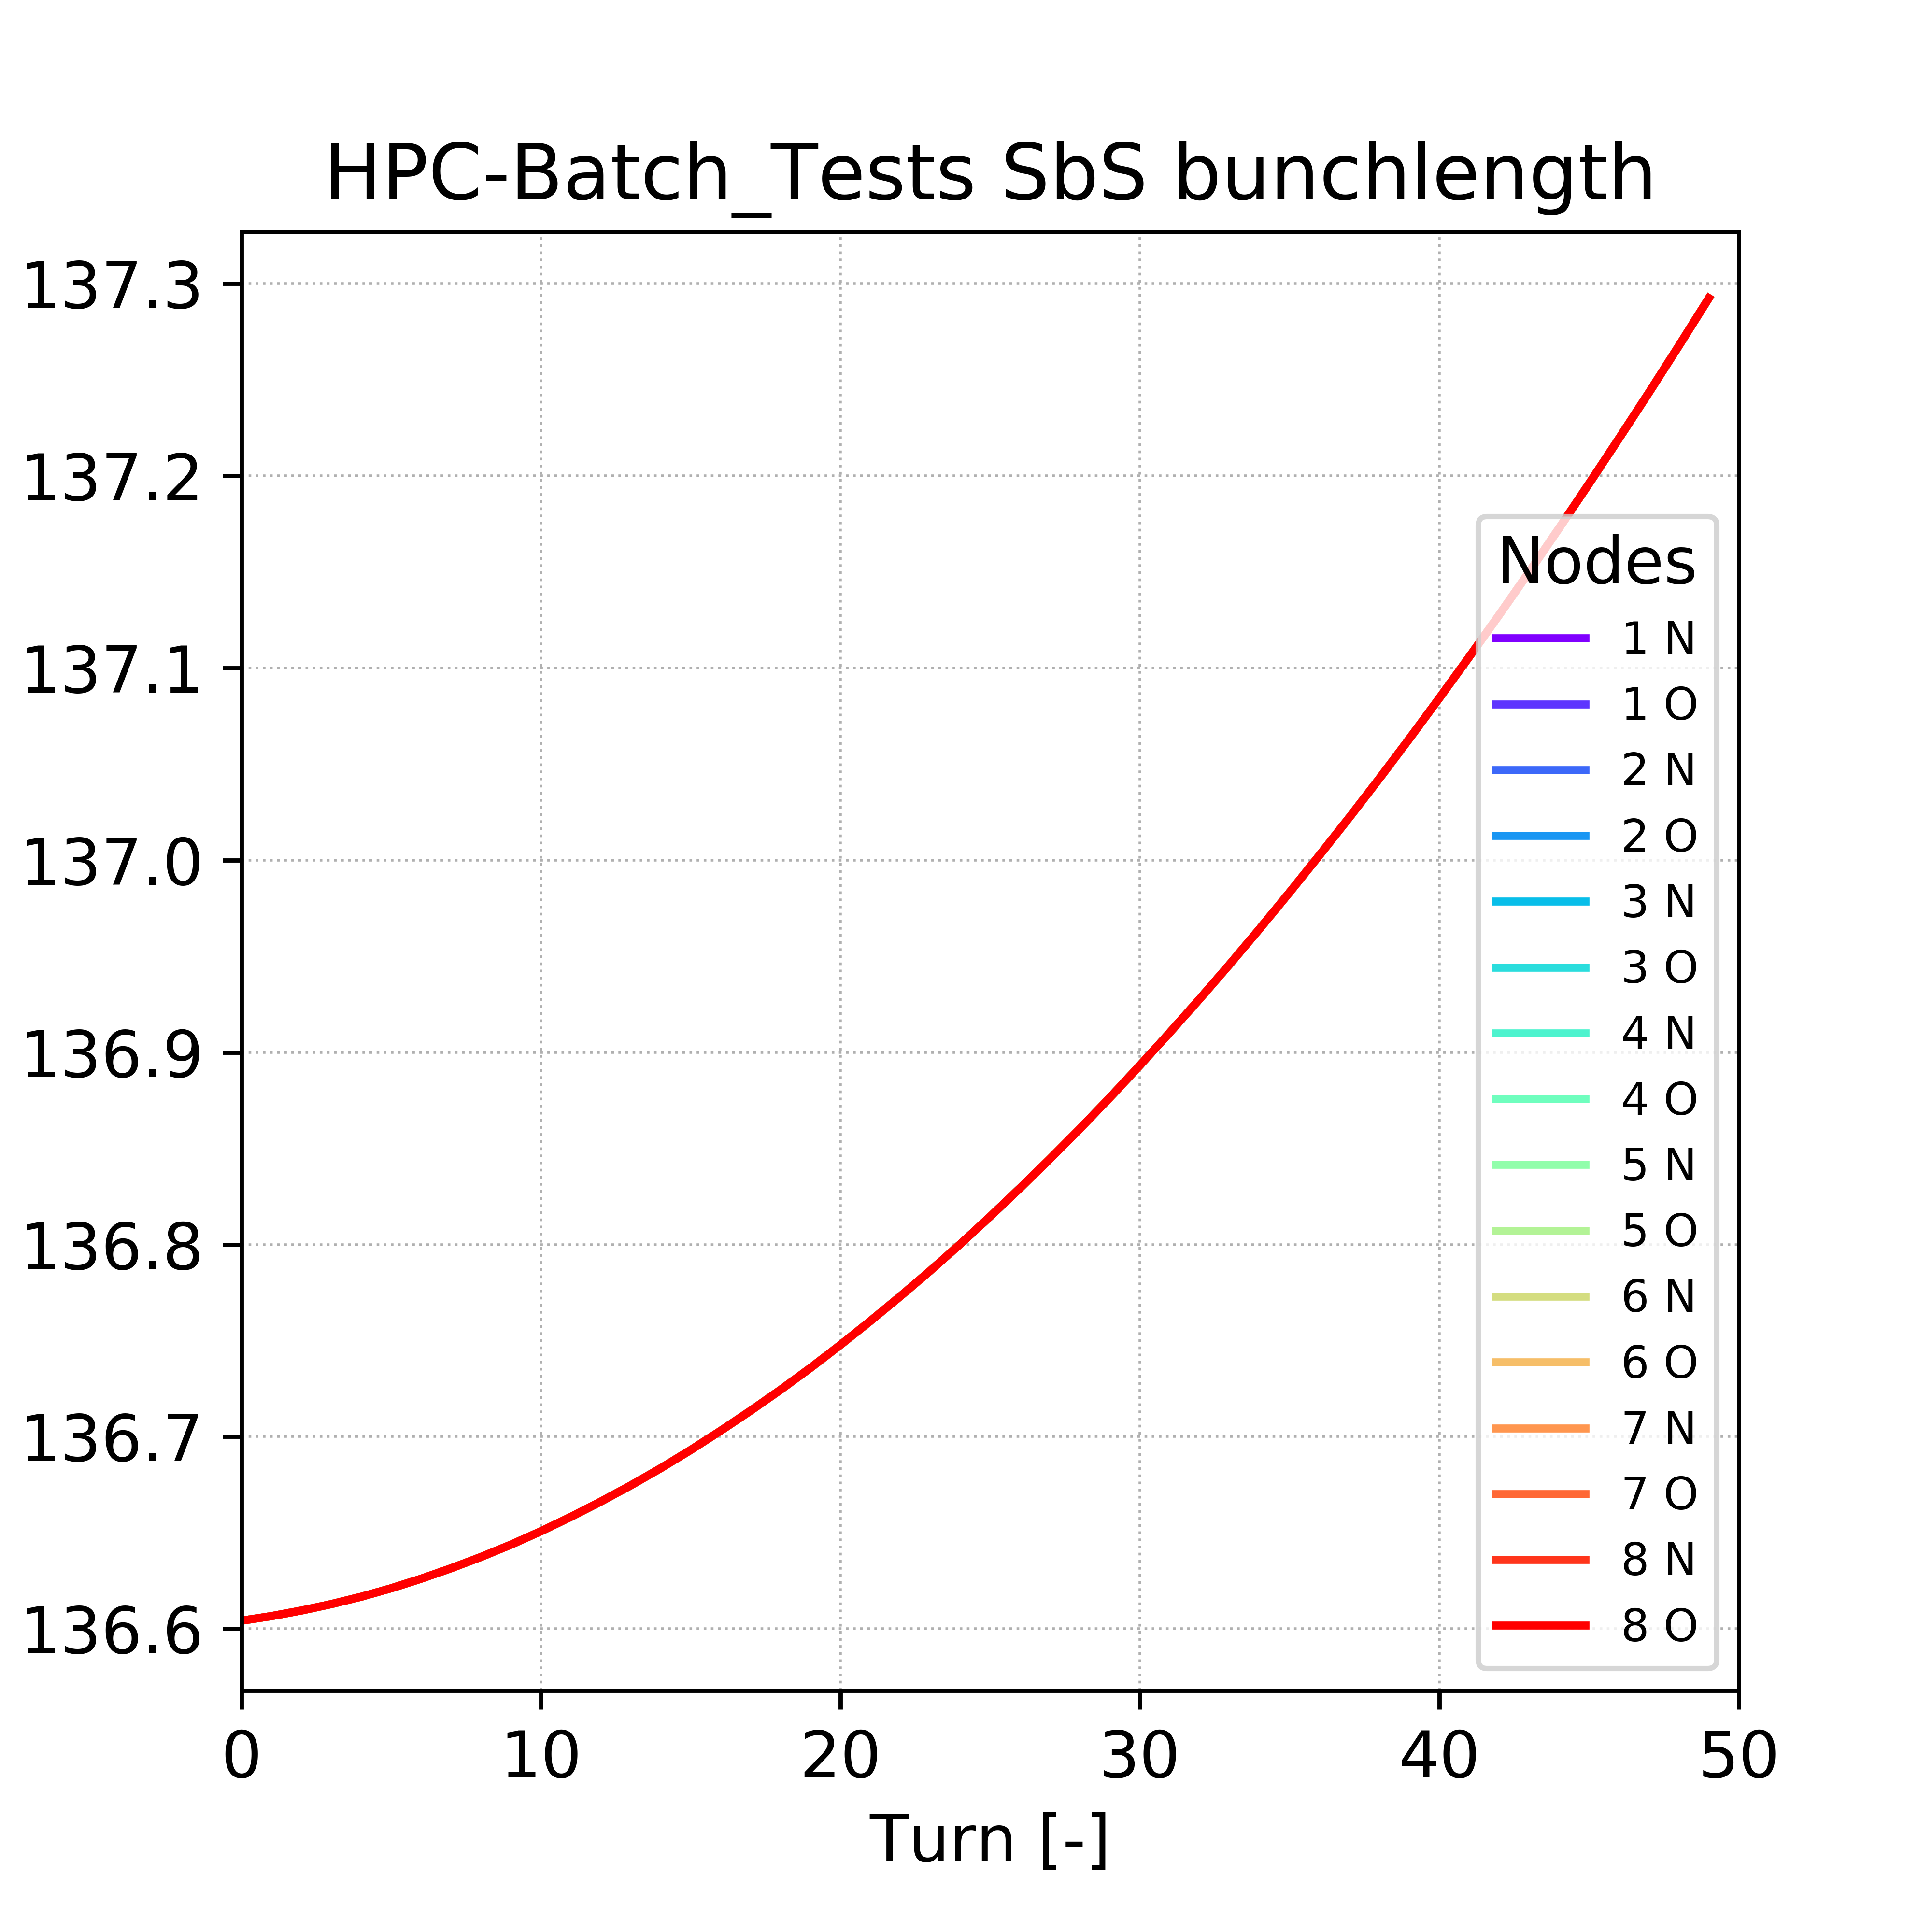 HPC-Batch_Tests SbS bunchlength
137.3
137.2
137.1
137.0
136.9
136.8
136.7
136.6
0 10 20 30 40 50
Turn [-]
Nodes
1 N
1 O
2 N
2 O
3 N
3 O
4 N
4 O
5 N
5 O
6 N
6 O
7 N
7 O
8 N
8 O